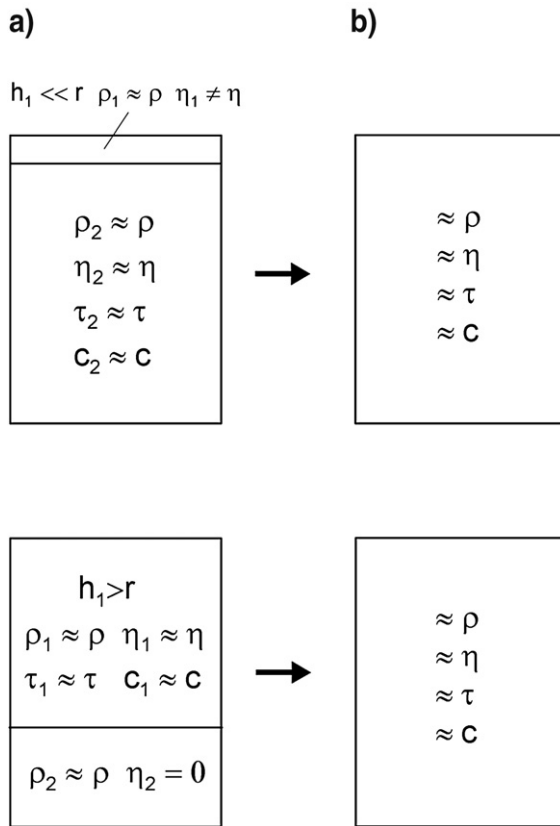 a)
b)
h₁ << r ρ₁ ≈ ρ η₁ ≠ η
ρ₂ ≈ ρ
η₂ ≈ η
τ₂ ≈ τ
c₂ ≈ c
≈ ρ
≈ η
≈ τ
≈ c
h₁>r
ρ₁ ≈ ρ η₁ ≈ η
τ₁ ≈ τ c₁ ≈ c
ρ₂ ≈ ρ η₂ = 0
≈ ρ
≈ η
≈ τ
≈ c